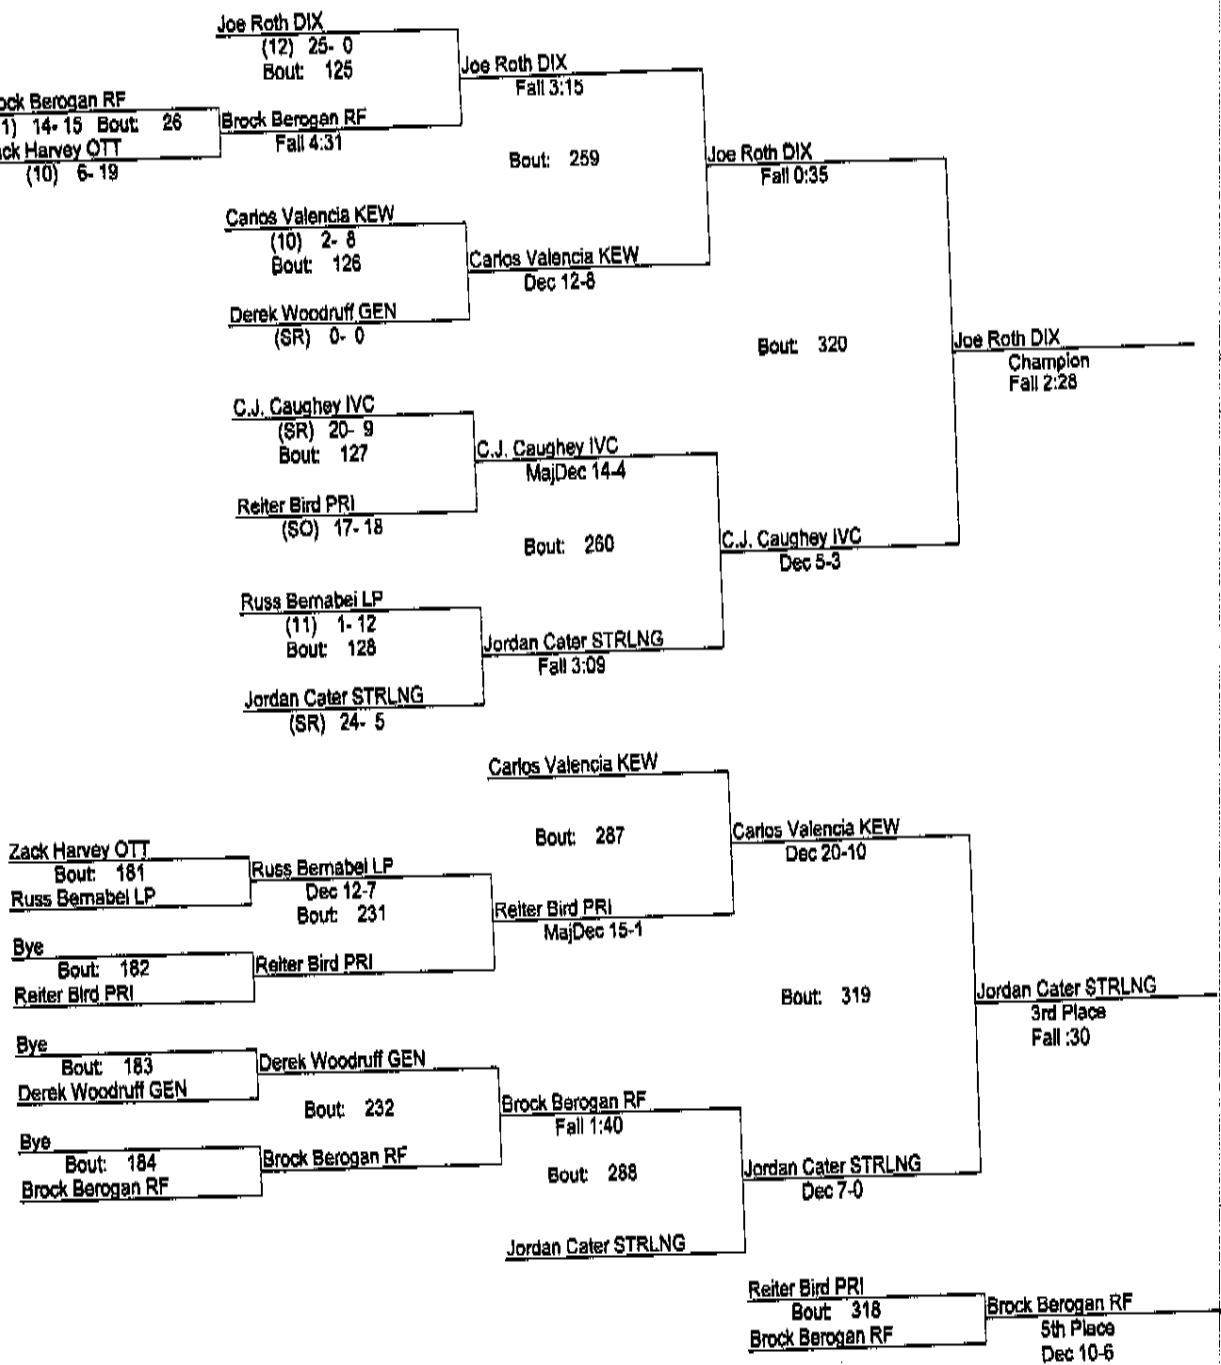 Joe Roth DIX
(12) 25- 0
Bout: 125
Joe Roth DIX
Fall 3:15
ock Berogan RF
1) 14- 15 Bout: 26
ack Harvey OTT
(10) 6- 19
Brock Berogan RF
Fall 4:31
Bout: 259
Joe Roth DIX
Fall 0:35
Carlos Valencia KEW
(10) 2- 8
Bout: 126
Carlos Valencia KEW
Dec 12-8
Derek Woodruff GEN
(SR) 0- 0
Bout: 320
Joe Roth DIX
Champion
Fall 2:28
C.J. Caughey IVC
(SR) 20- 9
Bout: 127
C.J. Caughey IVC
MajDec 14-4
Reiter Bird PRI
(SO) 17- 18
Bout: 260
C.J. Caughey IVC
Dec 5-3
Russ Bernabei LP
(11) 1- 12
Bout: 128
Jordan Cater STRLNG
Fall 3:09
Jordan Cater STRLNG
(SR) 24- 5
Carlos Valencia KEW
Bout: 287
Carlos Valencia KEW
Dec 20-10
Zack Harvey OTT
Bout: 181
Russ Bernabei LP
Russ Bernabei LP
Dec 12-7
Bout: 231
Reiter Bird PRI
MajDec 15-1
Bye
Bout: 182
Reiter Bird PRI
Reiter Bird PRI
Bout: 319
Jordan Cater STRLNG
3rd Place
Fall :30
Bye
Bout: 183
Derek Woodruff GEN
Derek Woodruff GEN
Bout: 232
Brock Berogan RF
Fall 1:40
Bye
Bout: 184
Brock Berogan RF
Brock Berogan RF
Bout: 288
Jordan Cater STRLNG
Dec 7-0
Jordan Cater STRLNG
Reiter Bird PRI
Bout 318
Brock Berogan RF
Brock Berogan RF
5th Place
Dec 10-6